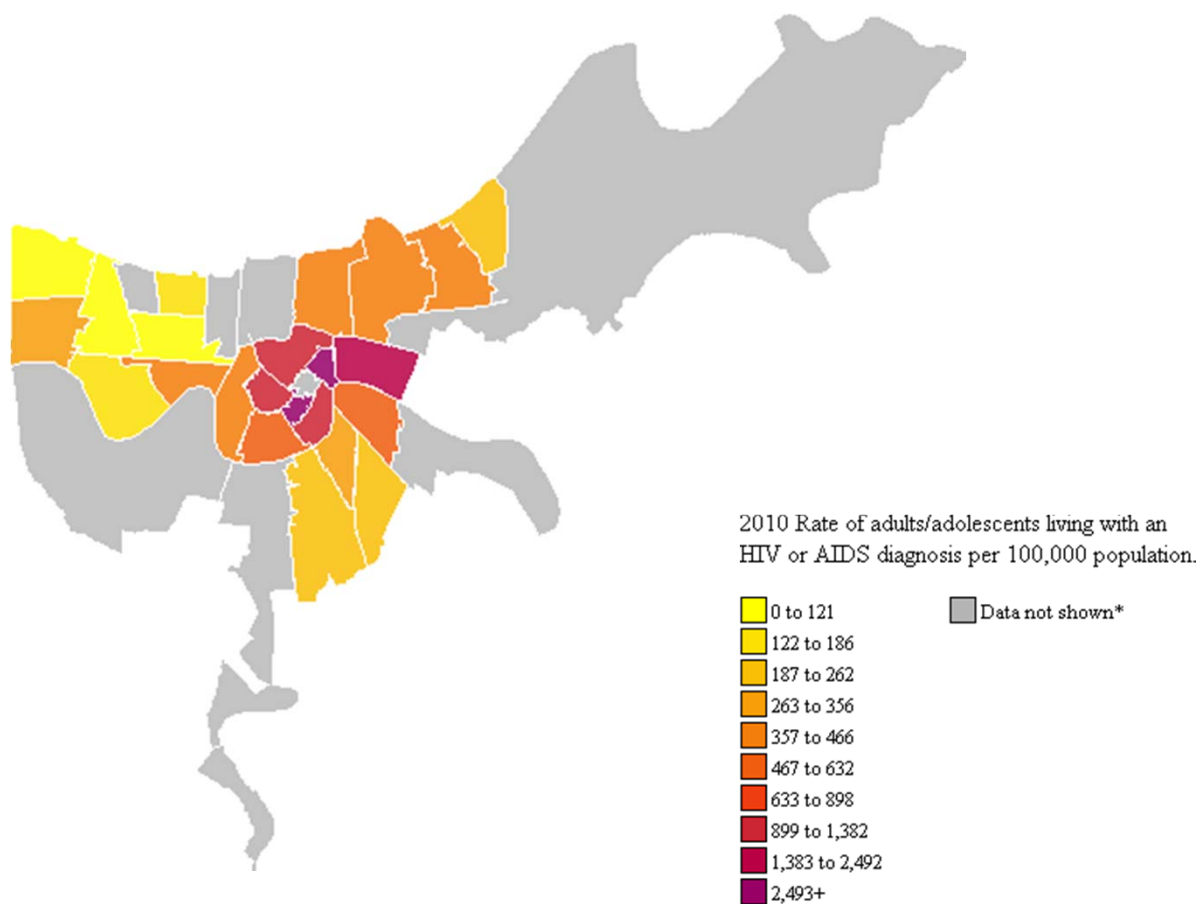 2010 Rate of adults/adolescents living with an
HIV or AIDS diagnosis per 100,000 population.
0 to 121
122 to 186
187 to 262
263 to 356
357 to 466
467 to 632
633 to 898
899 to 1,382
1,383 to 2,492
2,493+
Data not shown*